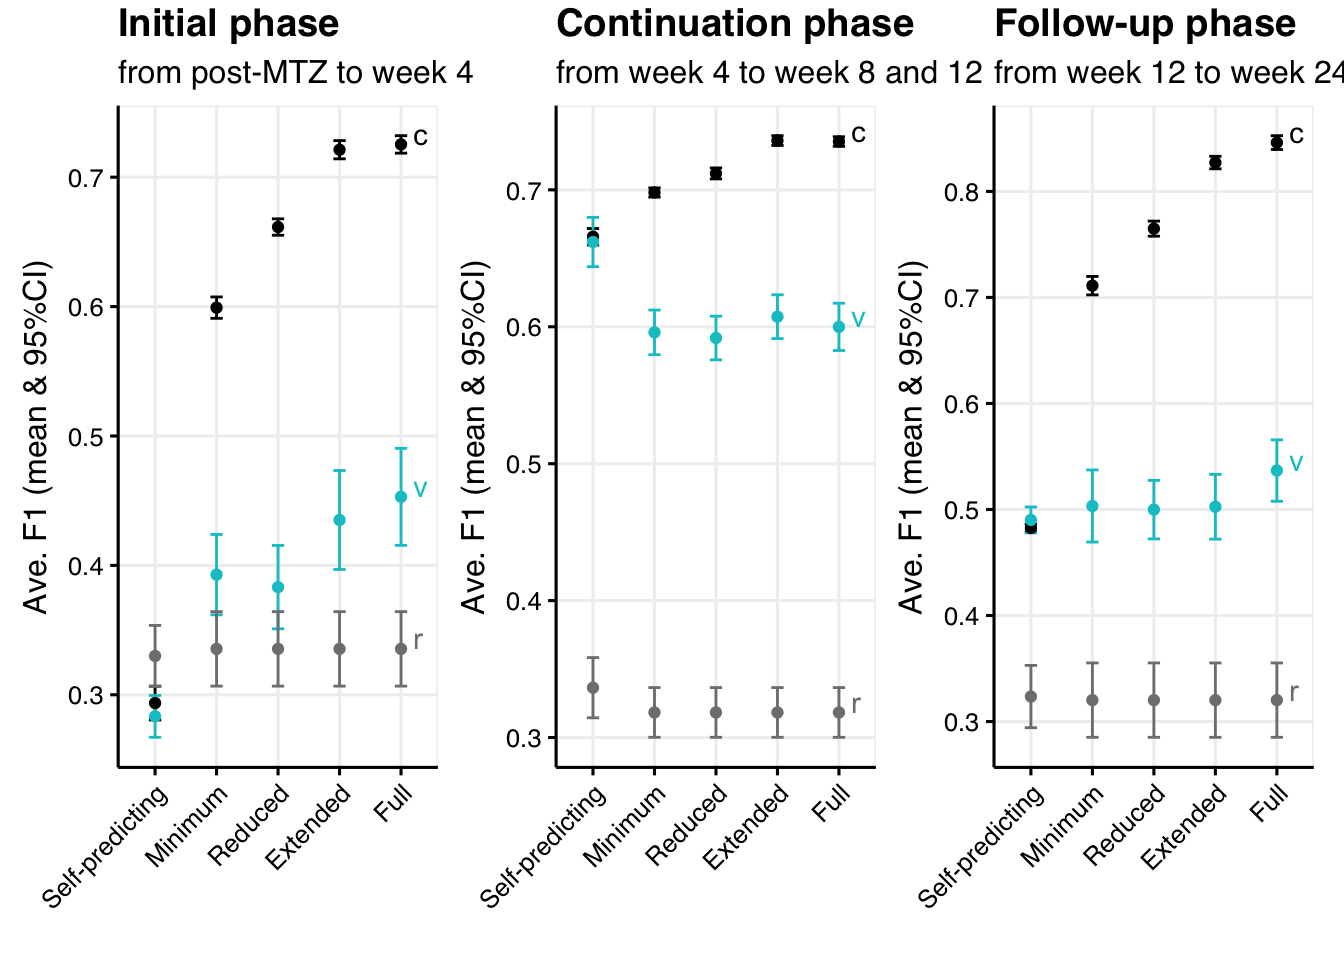 Initial phase
from post-MTZ to week 4
Ave. F1 (mean & 95%CI)
0.7
0.6
0.5
0.4
0.3
c
v
r
Self-predicting
Minimum
Reduced
Extended
Full
Continuation phase
from week 4 to week 8 and 12
Ave. F1 (mean & 95%CI)
0.7
0.6
0.5
0.4
0.3
c
v
r
Self-predicting
Minimum
Reduced
Extended
Full
Follow-up phase
from week 12 to week 24
Ave. F1 (mean & 95%CI)
0.8
0.7
0.6
0.5
0.4
0.3
c
v
r
Self-predicting
Minimum
Reduced
Extended
Full